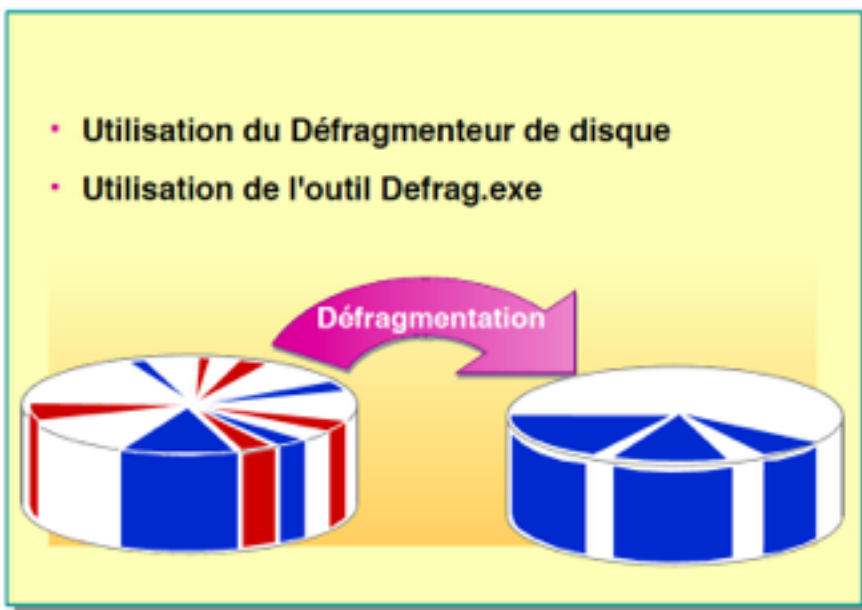 • Utilisation du Défragmenteur de disque
• Utilisation de l'outil Defrag.exe
Défragmentation